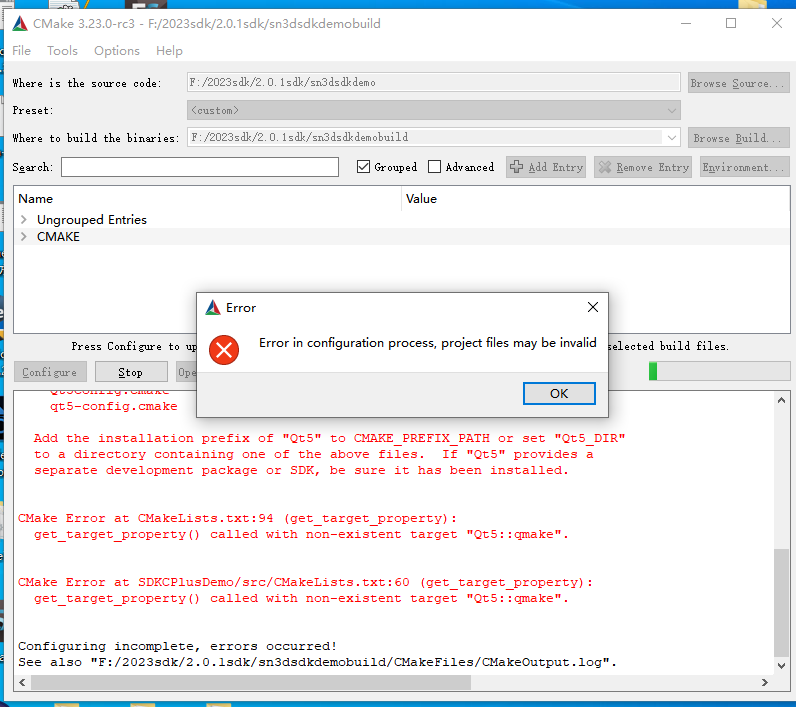 CMake 3.23.0-rc3 - F:/2023sdk/2.0.1sdk/sn3dsdkdemobuild
File Tools Options Help
Where is the source code: F:/2023sdk/2.0.1sdk/sn3dsdkdemo Browse Source...
Preset: <custom>
Where to build the binaries: F:/2023sdk/2.0.1sdk/sn3dsdkdemobuild Browse Build...
Search: Grouped Advanced Add Entry Remove Entry Environment...
Name Value
Ungrouped Entries
CMAKE
Error
Error in configuration process, project files may be invalid
OK
Press Configure to up selected build files.
Configure Stop Ope
Qt5Config.cmake
qt5-config.cmake
Add the installation prefix of "Qt5" to CMAKE_PREFIX_PATH or set "Qt5_DIR"
to a directory containing one of the above files.  If "Qt5" provides a
separate development package or SDK, be sure it has been installed.
CMake Error at CMakeLists.txt:94 (get_target_property):
get_target_property() called with non-existent target "Qt5::qmake".
CMake Error at SDKCPlusDemo/src/CMakeLists.txt:60 (get_target_property):
get_target_property() called with non-existent target "Qt5::qmake".
Configuring incomplete, errors occurred!
See also "F:/2023sdk/2.0.1sdk/sn3dsdkdemobuild/CMakeFiles/CMakeOutput.log".